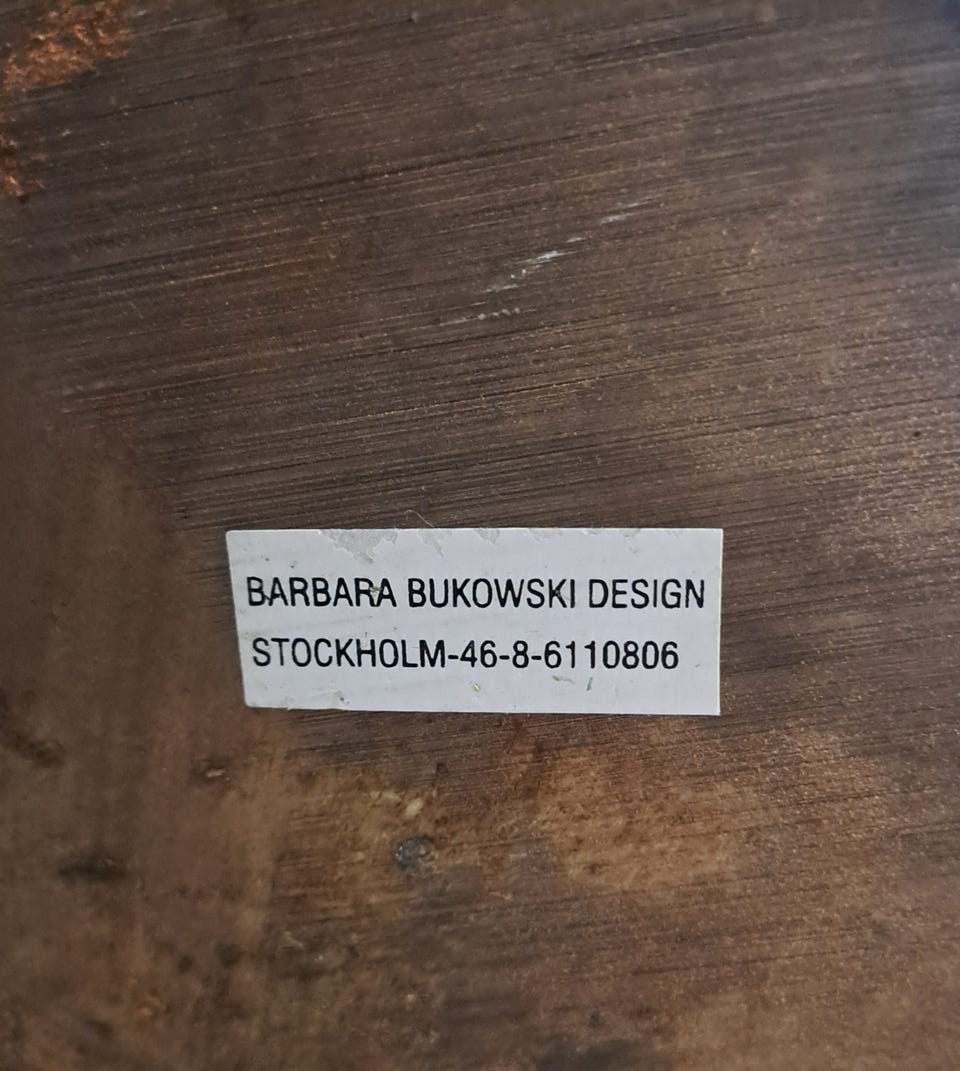 BARBARA BUKOWSKI DESIGN
STOCKHOLM-46-8-6110806